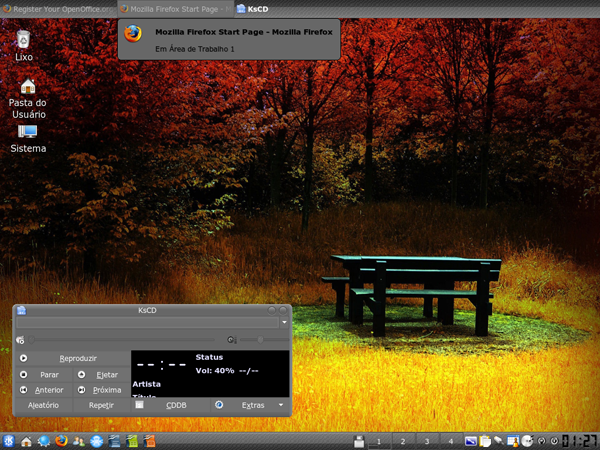 Register Your OpenOffice.org
Mozilla Firefox Start Page - M
KsCD
Mozilla Firefox Start Page - Mozilla Firefox
Em Área de Trabalho 1
Lixo
Pasta do
Usuário
Sistema
KsCD
Reproduzir
Parar
Ejetar
Anterior
Próxima
Aleatório
Repetir
--:--
Status
Vol: 40% --/--
Artista
Título
CDDB
Extras
1
2
3
4
01:27